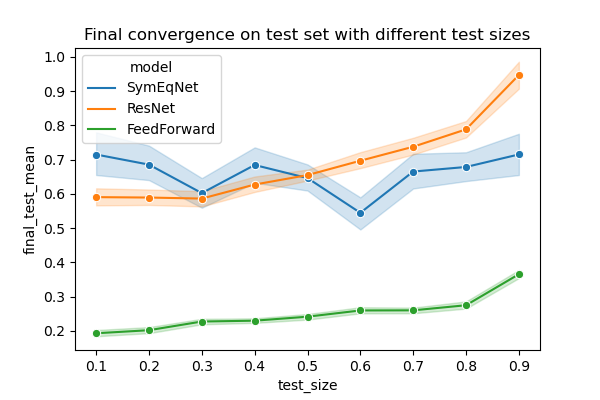 Final convergence on test set with different test sizes
1.0
0.9
0.8
0.7
0.6
0.5
0.4
0.3
0.2
final_test_mean
model
SymEqNet
ResNet
FeedForward
0.1 0.2 0.3 0.4 0.5 0.6 0.7 0.8 0.9
test_size